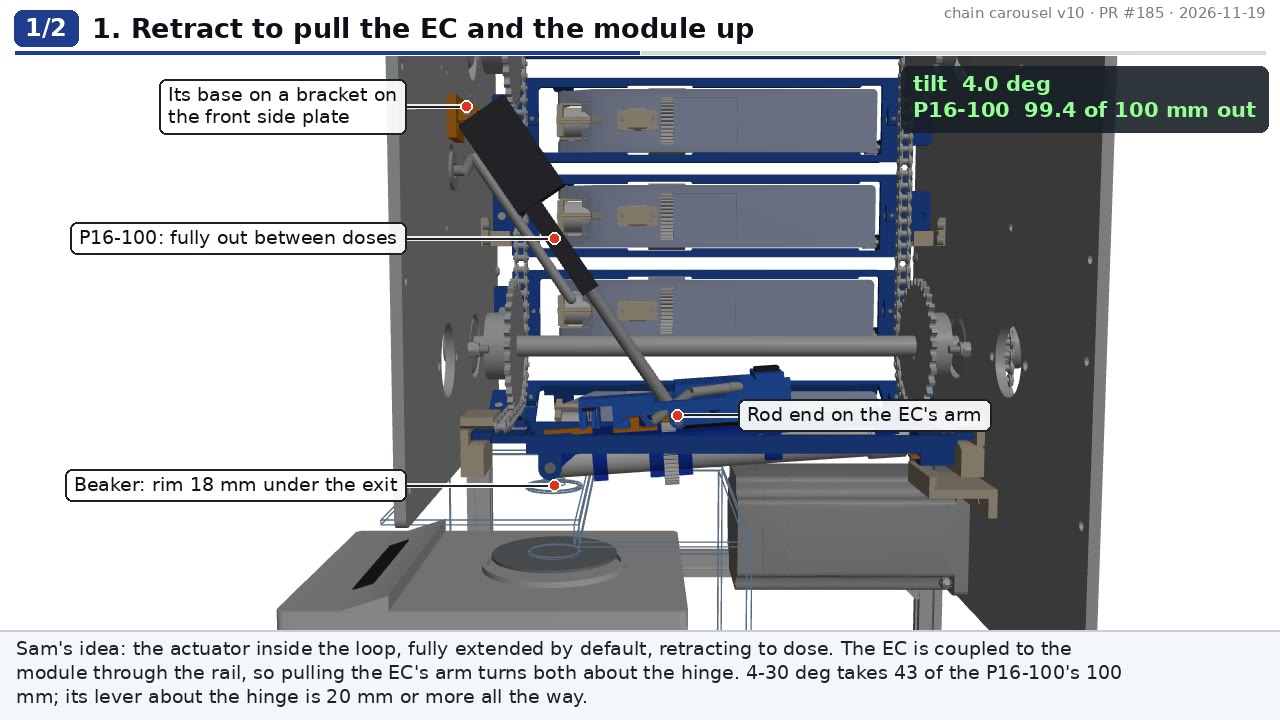 1/2
1. Retract to pull the EC and the module up
chain carousel v10 · PR #185 · 2026-11-19
tilt 4.0 deg
P16-100 99.4 of 100 mm out
Its base on a bracket on
the front side plate
P16-100: fully out between doses
Rod end on the EC's arm
Beaker: rim 18 mm under the exit
Sam's idea: the actuator inside the loop, fully extended by default, retracting to dose. The EC is coupled to the
module through the rail, so pulling the EC's arm turns both about the hinge. 4-30 deg takes 43 of the P16-100's 100
mm; its lever about the hinge is 20 mm or more all the way.